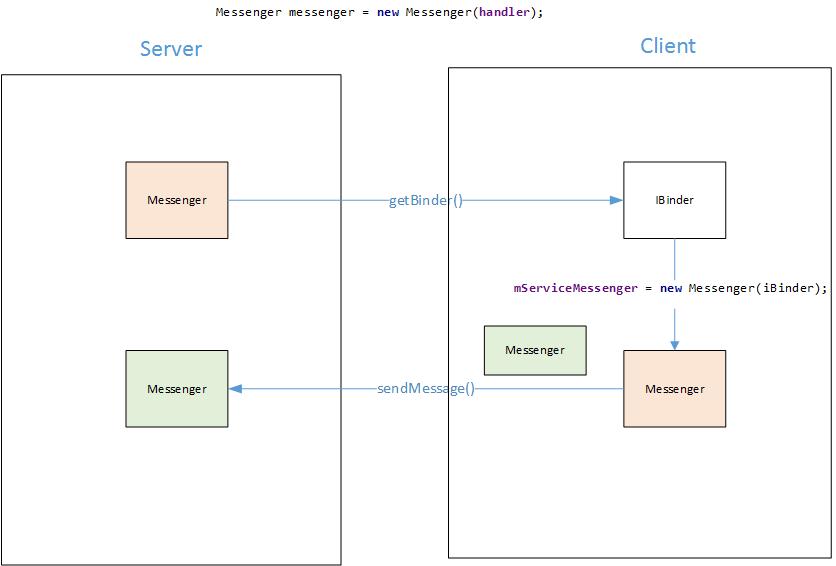 Messenger messenger = new Messenger(handler);
Server
Client
Messenger
getBinder()
IBinder
mServiceMessenger = new Messenger(iBinder);
Messenger
Messenger
sendMessage()
Messenger